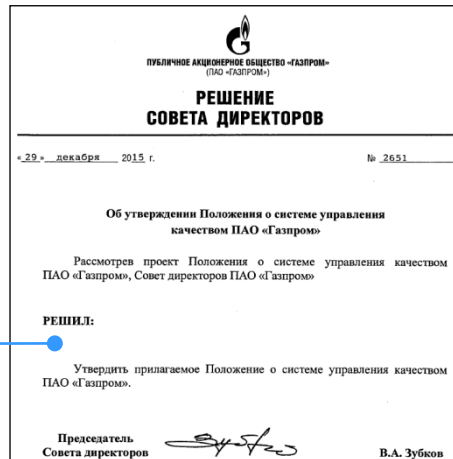 ПУБЛИЧНОЕ АКЦИОНЕРНОЕ ОБЩЕСТВО «ГАЗПРОМ»
(ПАО «ГАЗПРОМ»)
РЕШЕНИЕ
СОВЕТА ДИРЕКТОРОВ
«29» декабря 2015 г. № 2651
Об утверждении Положения о системе управления
качеством ПАО «Газпром»
Рассмотрев проект Положения о системе управления качеством
ПАО «Газпром», Совет директоров ПАО «Газпром»
РЕШИЛ:
Утвердить прилагаемое Положение о системе управления качеством
ПАО «Газпром».
Председатель
Совета директоров В.А. Зубков